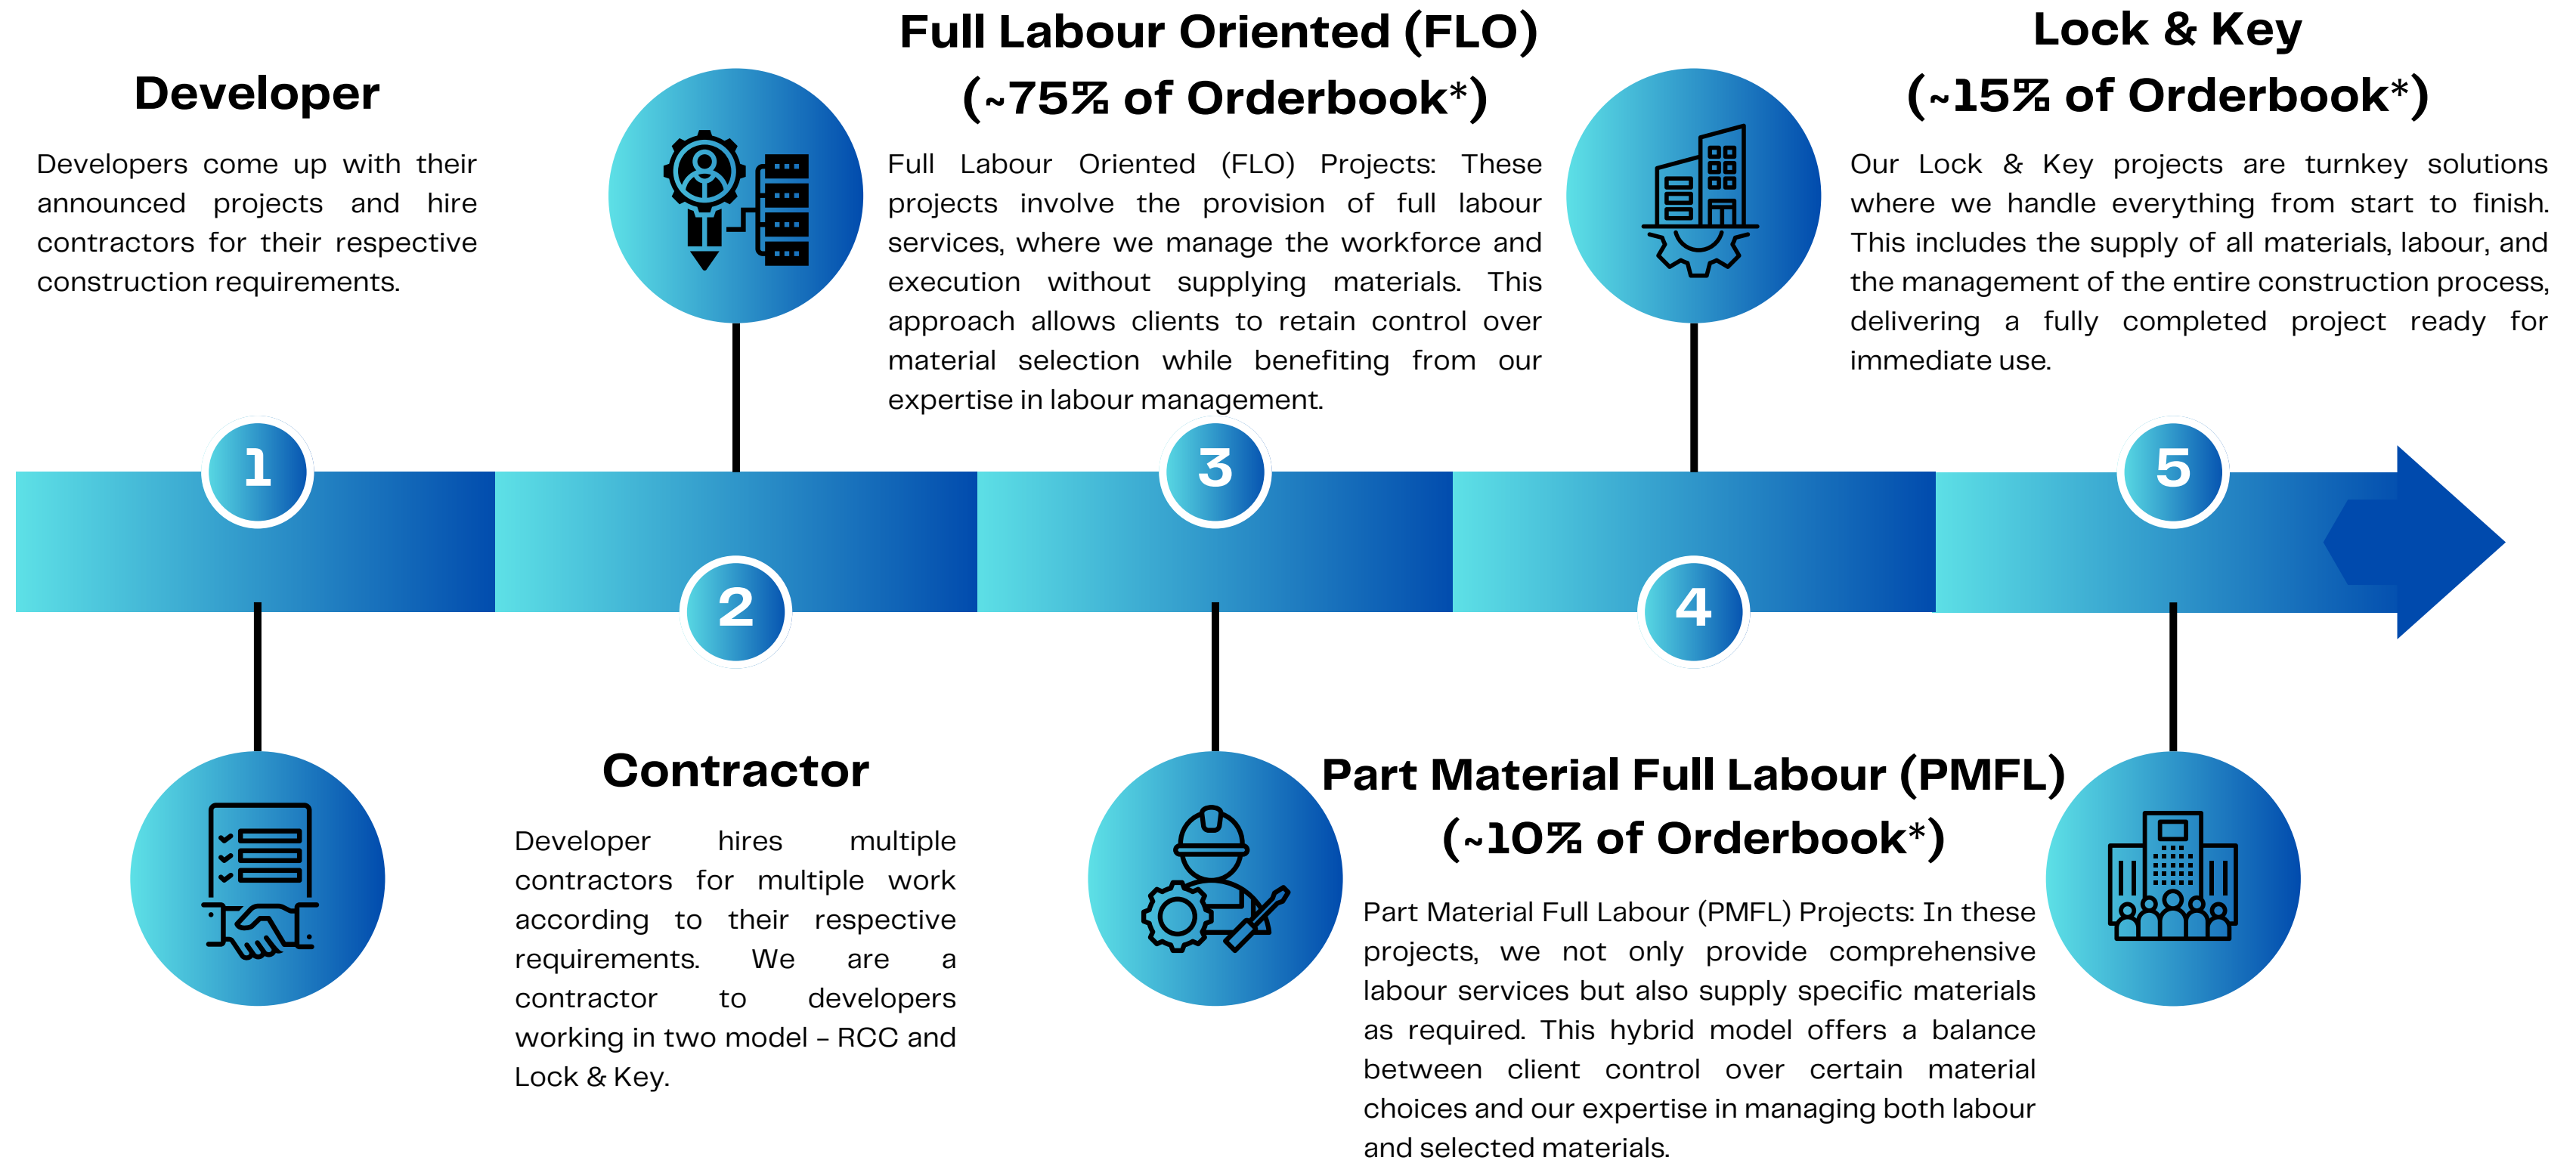 Developer
Developers come up with their
announced projects and hire
contractors for their respective
construction requirements.
1
2
Contractor
Developer hires multiple
contractors for multiple work
according to their respective
requirements. We are a
contractor to developers
working in two model – RCC and
Lock & Key.
Full Labour Oriented (FLO)
(~75% of Orderbook*)
Full Labour Oriented (FLO) Projects: These
projects involve the provision of full labour
services, where we manage the workforce and
execution without supplying materials. This
approach allows clients to retain control over
material selection while benefiting from our
expertise in labour management.
3
4
Part Material Full Labour (PMFL)
(~10% of Orderbook*)
Part Material Full Labour (PMFL) Projects: In these
projects, we not only provide comprehensive
labour services but also supply specific materials
as required. This hybrid model offers a balance
between client control over certain material
choices and our expertise in managing both labour
and selected materials.
Lock & Key
(~15% of Orderbook*)
Our Lock & Key projects are turnkey solutions
where we handle everything from start to finish.
This includes the supply of all materials, labour, and
the management of the entire construction process,
delivering a fully completed project ready for
immediate use.
5